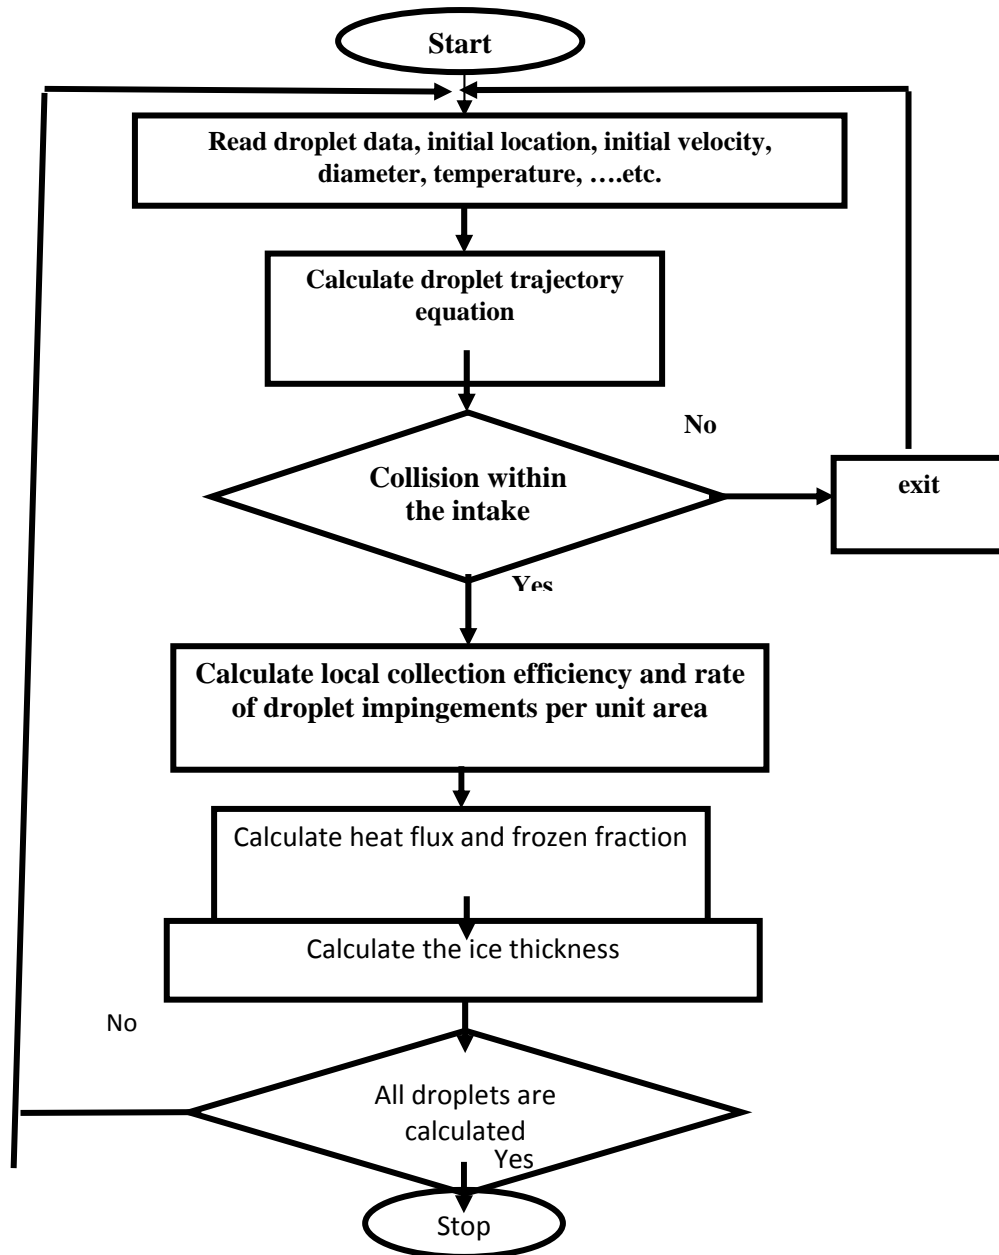 Start
Read droplet data, initial location, initial velocity,
diameter, temperature, ….etc.
Calculate droplet trajectory
equation
No
Collision within
the intake
exit
Yes
Calculate local collection efficiency and rate
of droplet impingements per unit area
Calculate heat flux and frozen fraction
Calculate the ice thickness
No
All droplets are
calculated
Yes
Stop